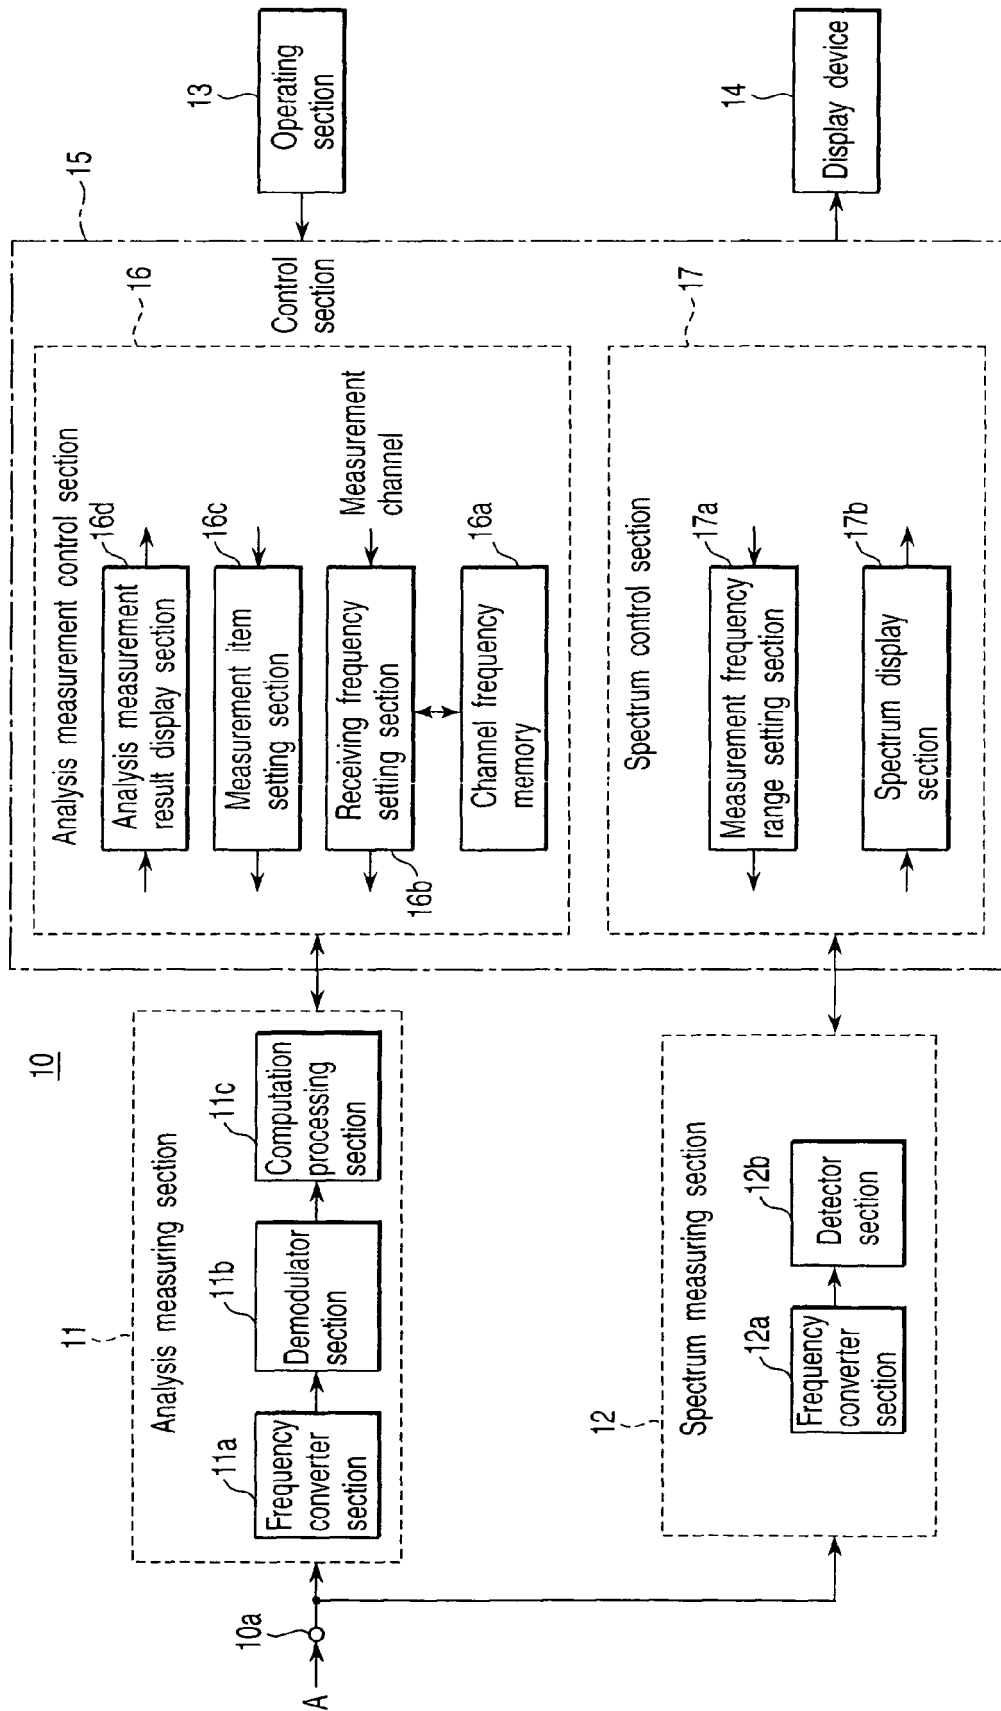 10
A
10a
11
Analysis measuring section
11a
Frequency
converter
section
11b
Demodulator
section
11c
Computation
processing
section
12
Spectrum measuring section
12a
Frequency
converter
section
12b
Detector
section
15
Control
section
16
Analysis measurement control section
16d
Analysis measurement
result display section
16c
Measurement item
setting section
Measurement
channel
16b
Receiving frequency
setting section
16a
Channel frequency
memory
17
Spectrum control section
17a
Measurement frequency
range setting section
17b
Spectrum display
section
13
Operating
section
14
Display device